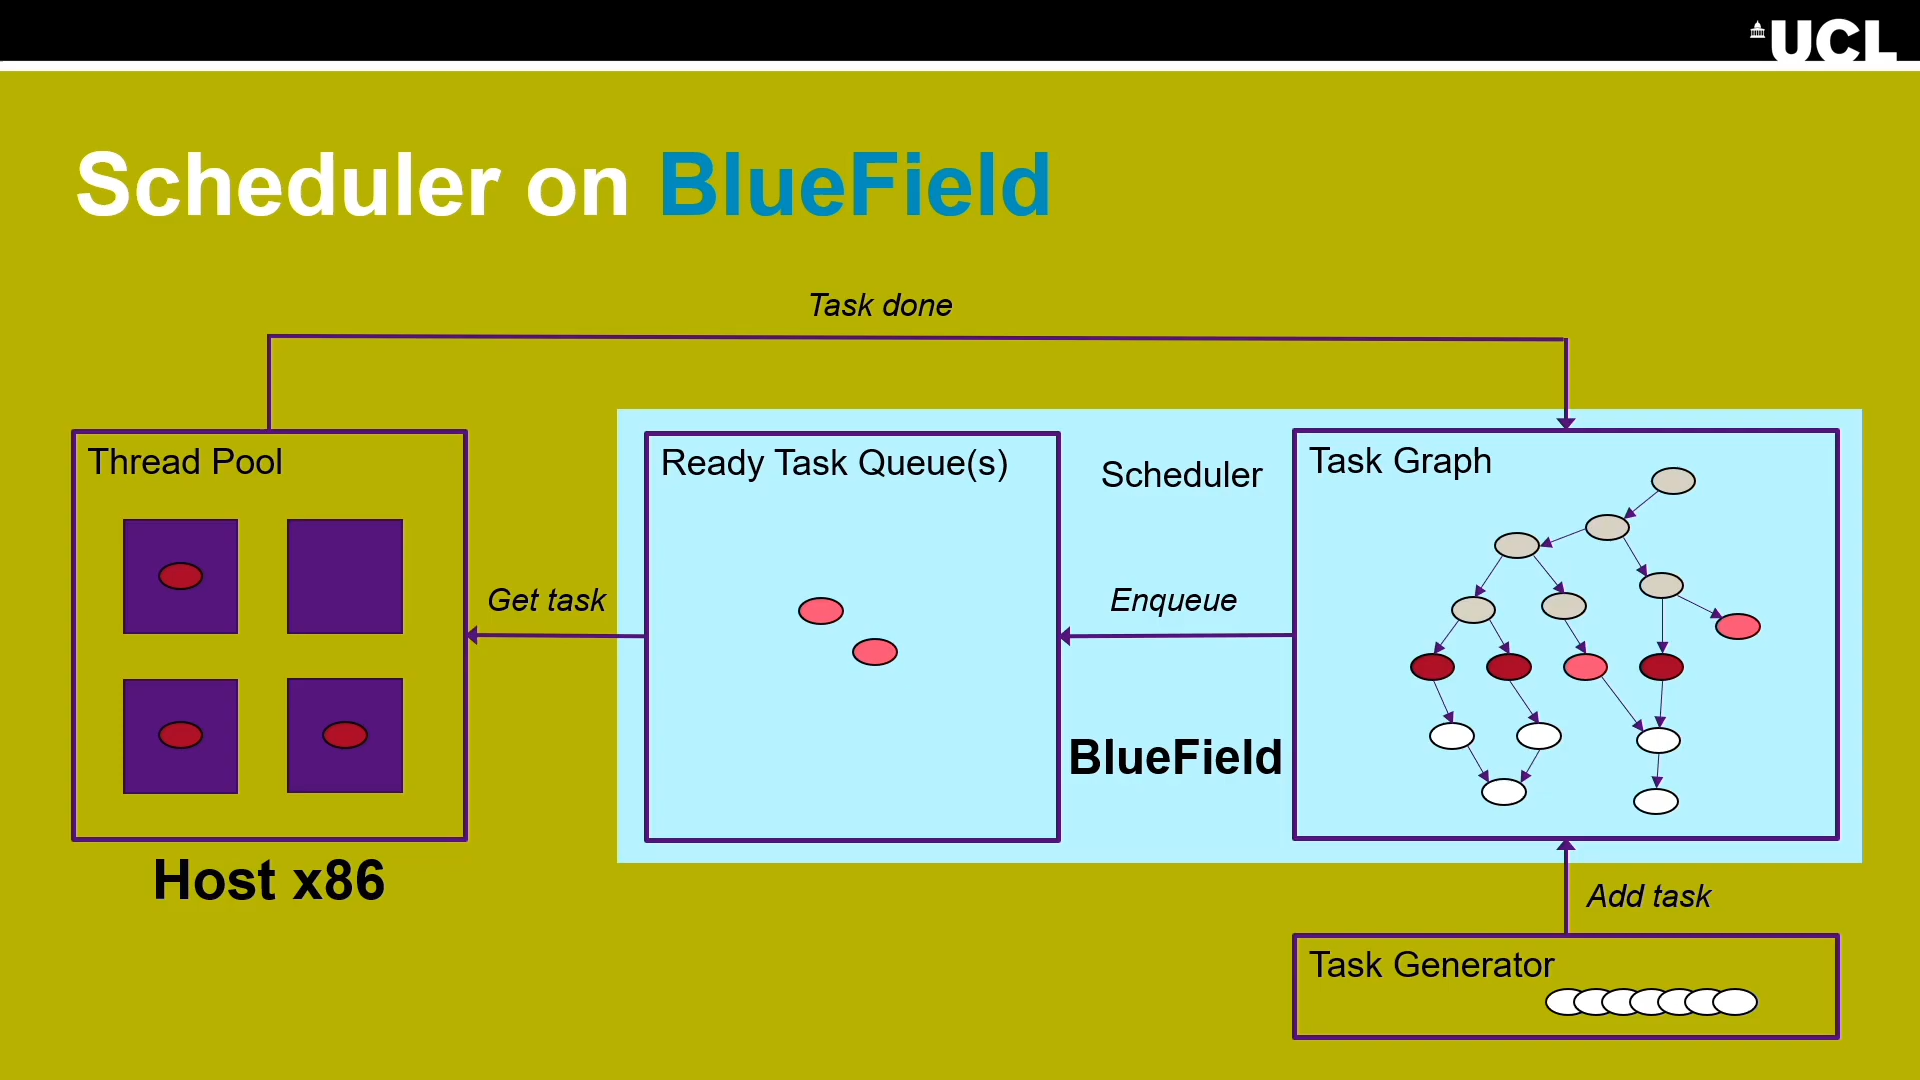 UCL
Scheduler on BlueField
Task done
Thread Pool
Ready Task Queue(s)
Scheduler
Task Graph
Get task
Enqueue
BlueField
Host x86
Add task
Task Generator